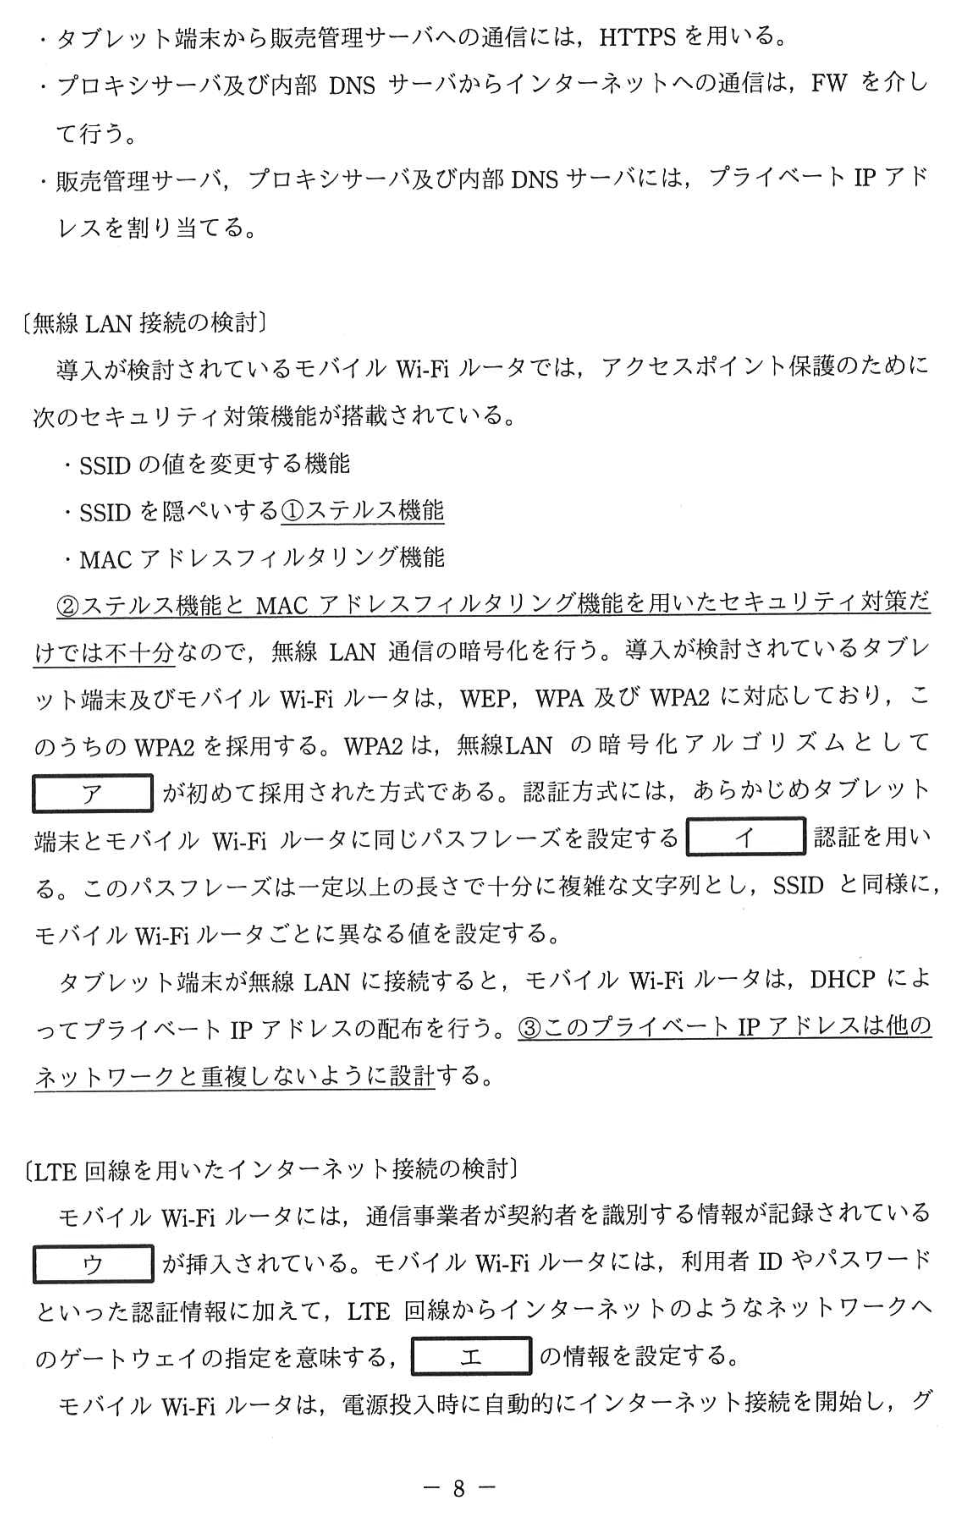 ・タブレット端末から販売管理サーバへの通信には，HTTPS を用いる。
・プロキシサーバ及び内部 DNS サーバからインターネットへの通信は，FW を介し
て行う。
・販売管理サーバ，プロキシサーバ及び内部 DNS サーバには，プライベート IP アド
レスを割り当てる。
〔無線 LAN 接続の検討〕
導入が検討されているモバイル Wi-Fi ルータでは，アクセスポイント保護のために
次のセキュリティ対策機能が搭載されている。
・SSID の値を変更する機能
・SSID を隠ぺいする①ステルス機能
・MAC アドレスフィルタリング機能
②ステルス機能と MAC アドレスフィルタリング機能を用いたセキュリティ対策だ
けでは不十分なので，無線 LAN 通信の暗号化を行う。導入が検討されているタブレ
ット端末及びモバイル Wi-Fi ルータは，WEP，WPA 及び WPA2 に対応しており，こ
のうちの WPA2 を採用する。WPA2 は，無線LAN の暗号化アルゴリズムとして
ア が初めて採用された方式である。認証方式には，あらかじめタブレット
端末とモバイル Wi-Fi ルータに同じパスフレーズを設定する イ 認証を用い
る。このパスフレーズは一定以上の長さで十分に複雑な文字列とし，SSID と同様に，
モバイル Wi-Fi ルータごとに異なる値を設定する。
タブレット端末が無線 LAN に接続すると，モバイル Wi-Fi ルータは，DHCP によ
ってプライベート IP アドレスの配布を行う。③このプライベート IP アドレスは他の
ネットワークと重複しないように設計する。
〔LTE 回線を用いたインターネット接続の検討〕
モバイル Wi-Fi ルータには，通信事業者が契約者を識別する情報が記録されている
ウ が挿入されている。モバイル Wi-Fi ルータには，利用者 ID やパスワード
といった認証情報に加えて，LTE 回線からインターネットのようなネットワークへ
のゲートウェイの指定を意味する， エ の情報を設定する。
モバイル Wi-Fi ルータは，電源投入時に自動的にインターネット接続を開始し，グ
－ 8 －